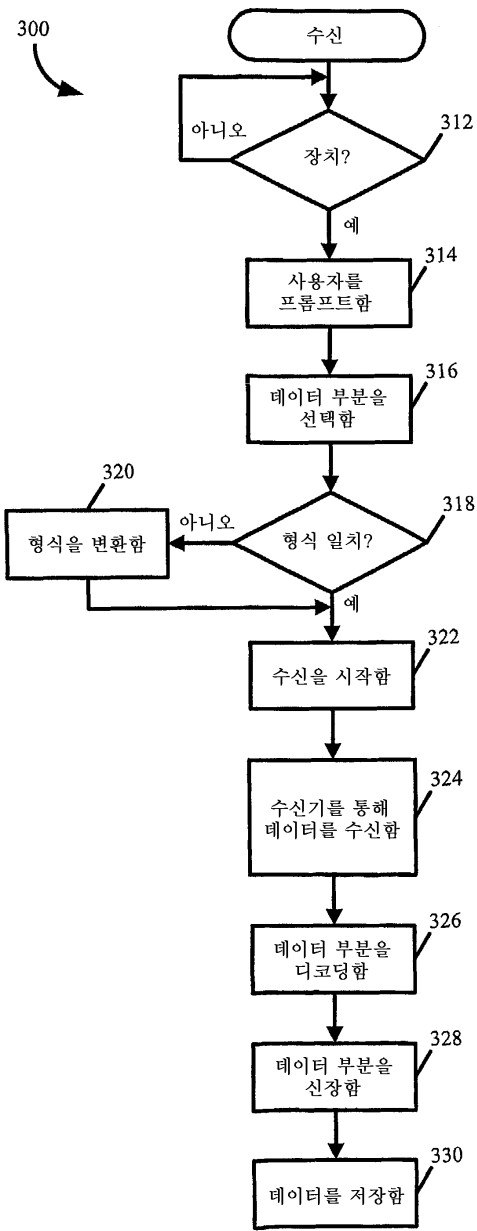 300
수신
아니오
장치?
312
예
314
사용자를
프롬프트함
316
데이터 부분을
선택함
320
형식을 변환함
아니오
형식 일치?
318
예
322
수신을 시작함
324
수신기를 통해
데이터를 수신함
326
데이터 부분을
디코딩함
328
데이터 부분을
신장함
330
데이터를 저장함